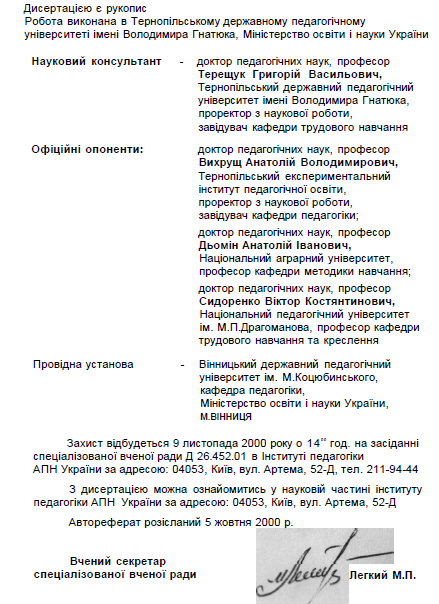 Дисертацією є рукопис
Робота виконана в Тернопільському державному педагогічному
університеті імені Володимира Гнатюка, Міністерство освіти і науки України
Науковий консультант - доктор педагогічних наук, професор
Терещук Григорій Васильович,
Тернопільський державний педагогічний
університет імені Володимира Гнатюка,
проректор з наукової роботи,
завідувач кафедри трудового навчання
Офіційні опоненти: доктор педагогічних наук, професор
Вихрущ Анатолій Володимирович,
Тернопільський експериментальний
інститут педагогічної освіти,
проректор з наукової роботи,
завідувач кафедри педагогіки;
доктор педагогічних наук, професор
Дьомін Анатолій Іванович,
Національний аграрний університет,
професор кафедри методики навчання;
доктор педагогічних наук, професор
Сидоренко Віктор Костянтинович,
Національний педагогічний університет
ім. М.П.Драгоманова, професор кафедри
трудового навчання та креслення
Провідна установа - Вінницький державний педагогічний
університет ім. М.Коцюбинського,
кафедра педагогіки,
Міністерство освіти і науки України,
м.вінниця
Захист відбудеться 9 листопада 2000 року о 14⁰⁰ год. на засіданні
спеціалізованої вченої ради Д 26.452.01 в Інституті педагогіки
АПН України за адресою: 04053, Київ, вул. Артема, 52-Д, тел. 211-94-44
З дисертацією можна ознайомитись у науковій частині інституту
педагогіки АПН України за адресою: 04053, Київ, вул. Артема, 52-Д
Автореферат розісланий 5 жовтня 2000 р.
Вчений секретар
спеціалізованої вченої ради Легкий М.П.